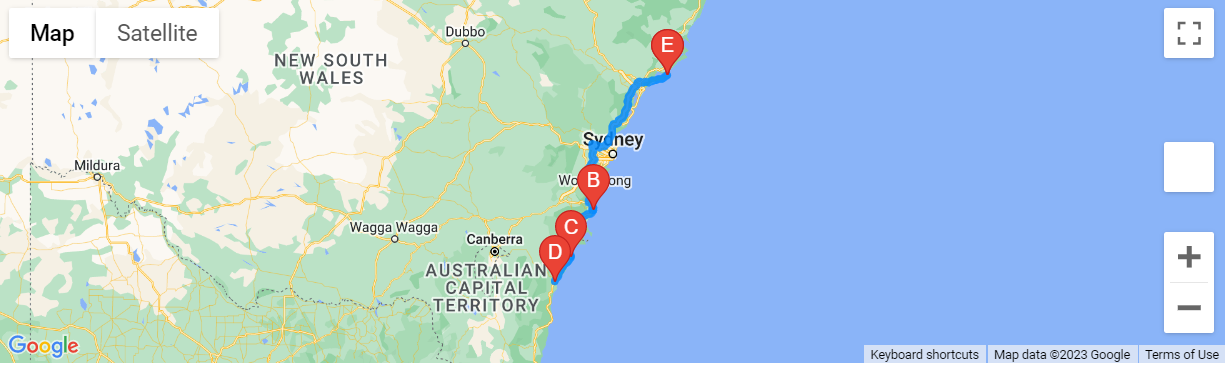 Map
Satellite
Dubbo
E
NEW SOUTH
WALES
Sydney
Mildura
B
Wagga Wagga
C
Canberra
D
AUSTRALIAN
CAPITAL
TERRITORY
Google
Keyboard shortcuts
Map data ©2023 Google
Terms of Use